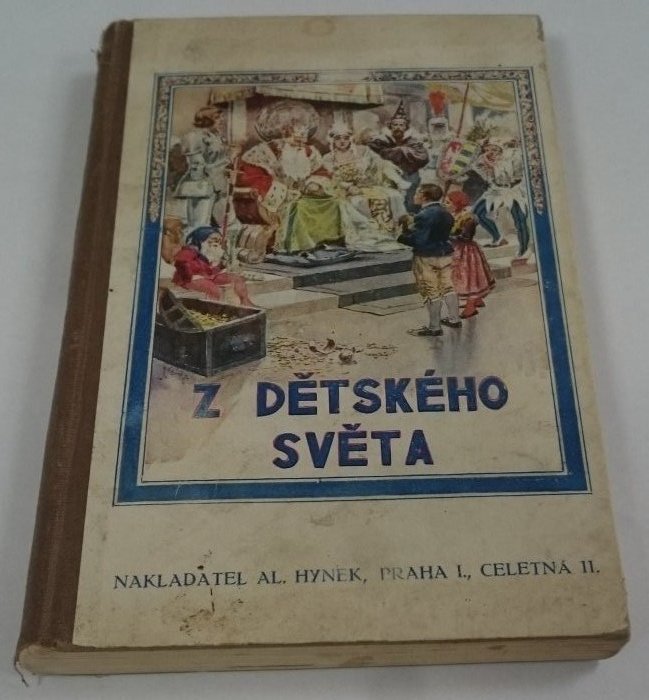 Z DĚTSKÉHO
SVĚTA
NAKLADATEL AL. HYNEK, PRAHA I., CELETNÁ 11.